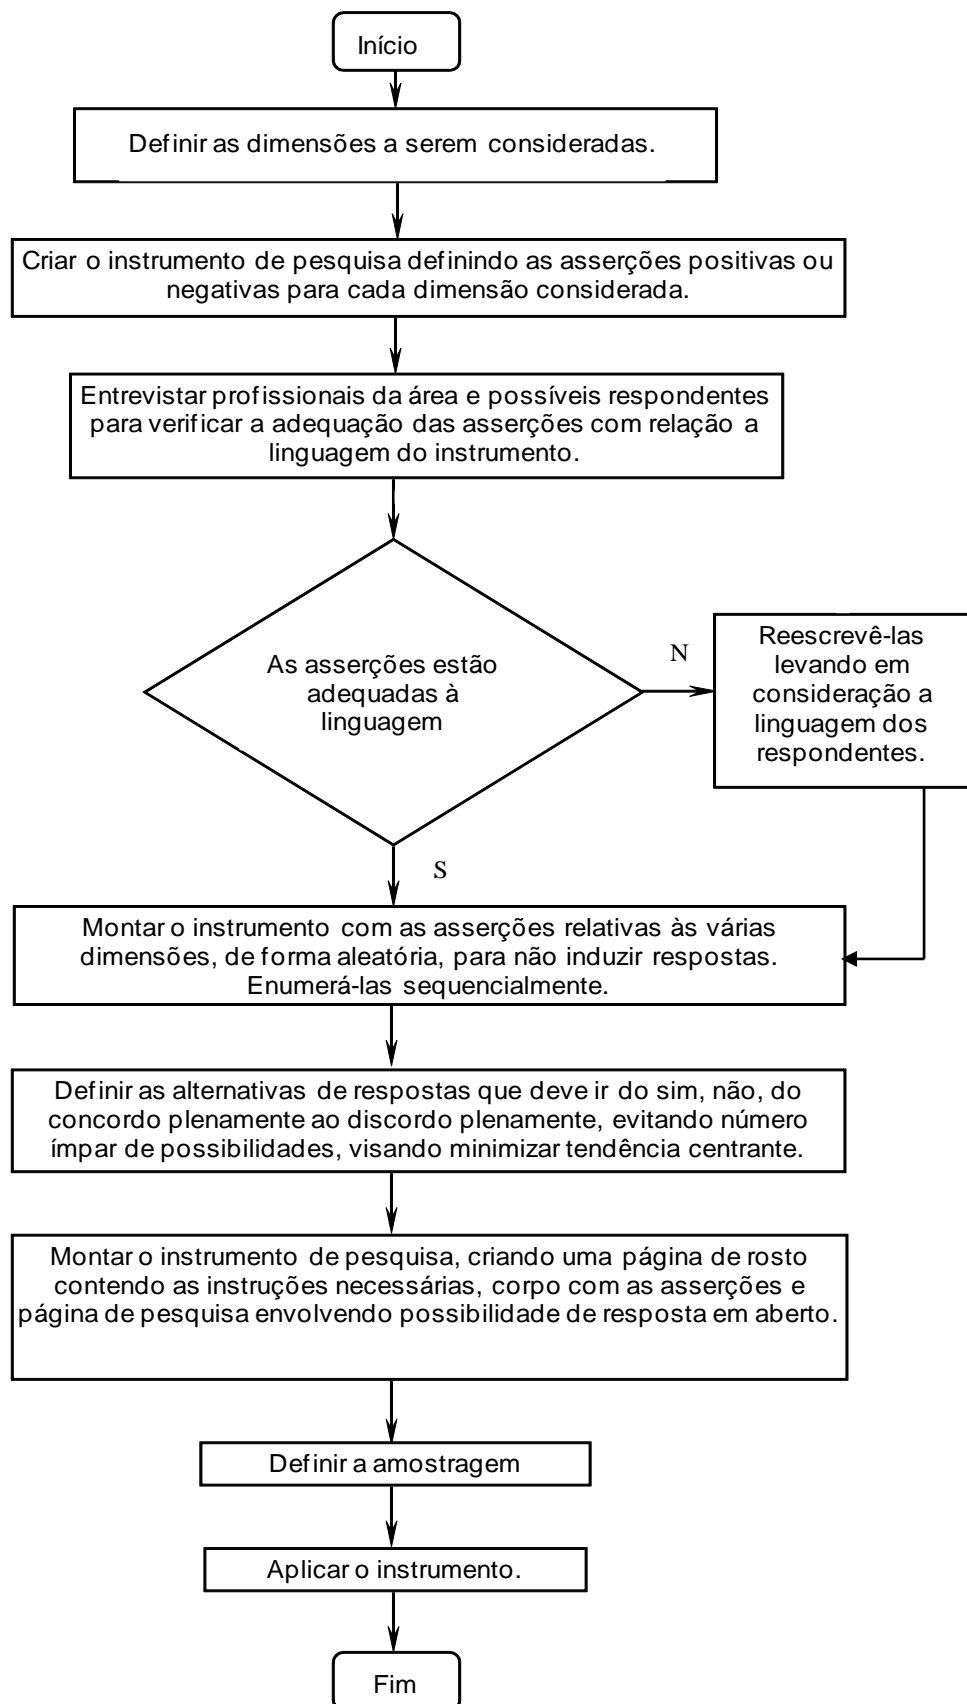 Início
Definir as dimensões a serem consideradas.
Criar o instrumento de pesquisa definindo as asserções positivas ou
negativas para cada dimensão considerada.
Entrevistar profissionais da área e possíveis respondentes
para verificar a adequação das asserções com relação a
linguagem do instrumento.
As asserções estão
adequadas à
linguagem
N
Reescrevê-las
levando em
consideração a
linguagem dos
respondentes.
S
Montar o instrumento com as asserções relativas às várias
dimensões, de forma aleatória, para não induzir respostas.
Enumerá-las sequencialmente.
Definir as alternativas de respostas que deve ir do sim, não, do
concordo plenamente ao discordo plenamente, evitando número
ímpar de possibilidades, visando minimizar tendência centrante.
Montar o instrumento de pesquisa, criando uma página de rosto
contendo as instruções necessárias, corpo com as asserções e
página de pesquisa envolvendo possibilidade de resposta em aberto.
Definir a amostragem
Aplicar o instrumento.
Fim